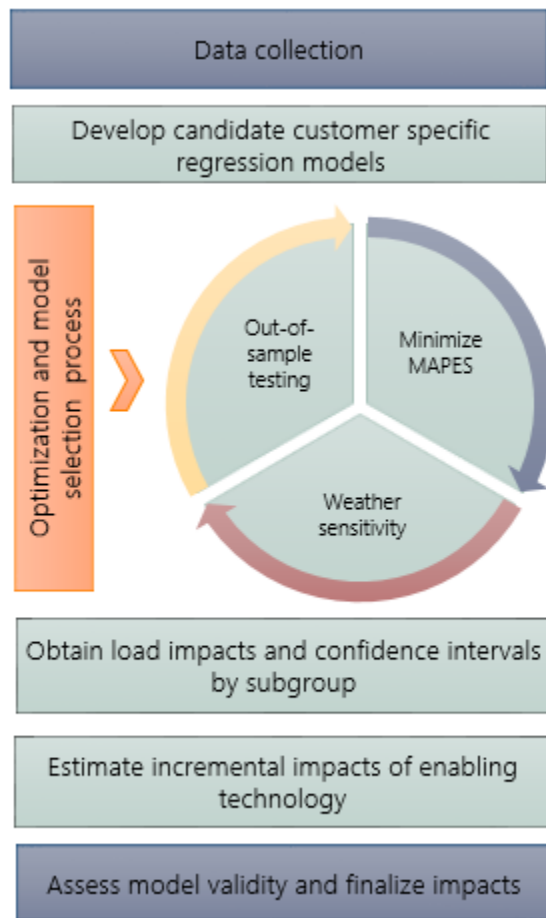 Data collection
Develop candidate customer specific
regression models
Optimization and model
selection process
Out-of-
sample
testing
Minimize
MAPES
Weather
sensitivity
Obtain load impacts and confidence intervals
by subgroup
Estimate incremental impacts of enabling
technology
Assess model validity and finalize impacts